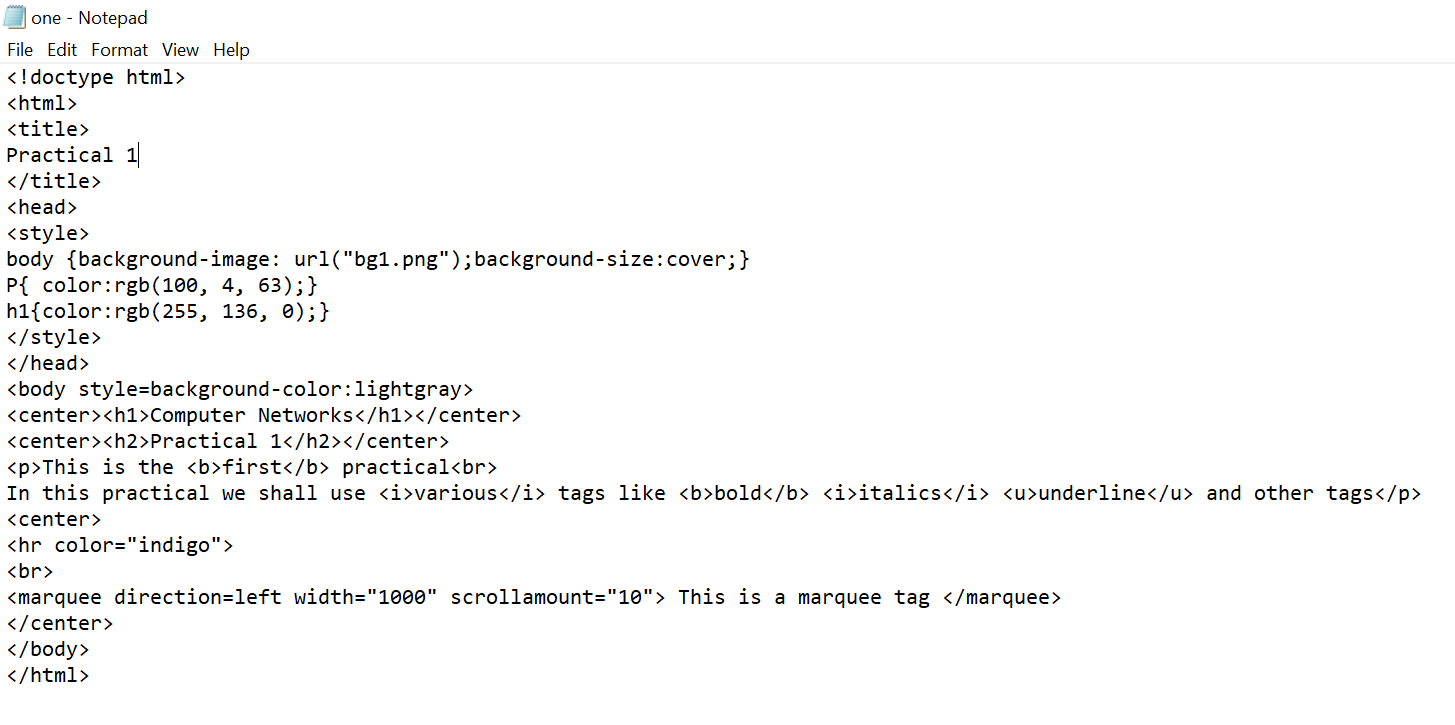 one - Notepad
File Edit Format View Help
<!doctype html>
<html>
<title>
Practical 1
</title>
<head>
<style>
body {background-image: url("bg1.png");background-size:cover;}
P{ color:rgb(100, 4, 63);}
h1{color:rgb(255, 136, 0);}
</style>
</head>
<body style=background-color:lightgray>
<center><h1>Computer Networks</h1></center>
<center><h2>Practical 1</h2></center>
<p>This is the <b>first</b> practical<br>
In this practical we shall use <i>various</i> tags like <b>bold</b> <i>italics</i> <u>underline</u> and other tags</p>
<center>
<hr color="indigo">
<br>
<marquee direction=left width="1000" scrollamount="10"> This is a marquee tag </marquee>
</center>
</body>
</html>